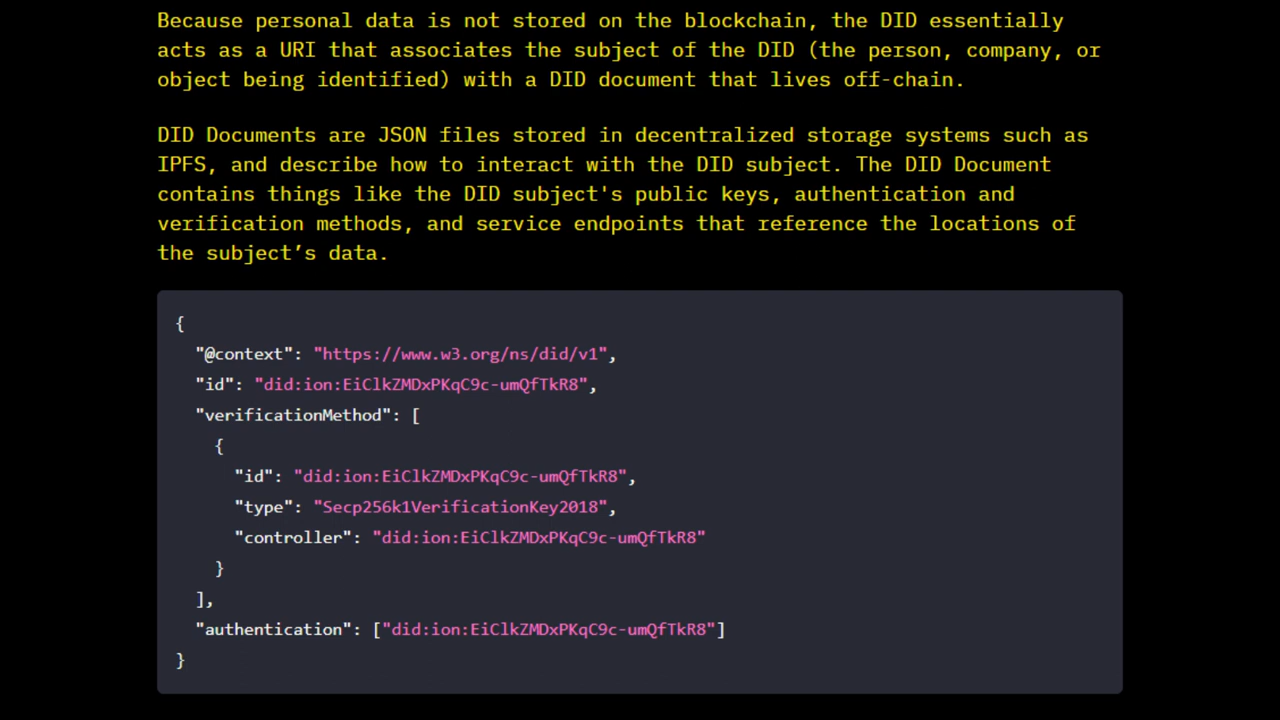 Because personal data is not stored on the blockchain, the DID essentially
acts as a URI that associates the subject of the DID (the person, company, or
object being identified) with a DID document that lives off-chain.
DID Documents are JSON files stored in decentralized storage systems such as
IPFS, and describe how to interact with the DID subject. The DID Document
contains things like the DID subject's public keys, authentication and
verification methods, and service endpoints that reference the locations of
the subject’s data.
{
"@context": "https://www.w3.org/ns/did/v1",
"id": "did:ion:EiClkZMDxPKqC9c-umQfTkR8",
"verificationMethod": [
{
"id": "did:ion:EiClkZMDxPKqC9c-umQfTkR8",
"type": "Secp256k1VerificationKey2018",
"controller": "did:ion:EiClkZMDxPKqC9c-umQfTkR8"
}
],
"authentication": ["did:ion:EiClkZMDxPKqC9c-umQfTkR8"]
}